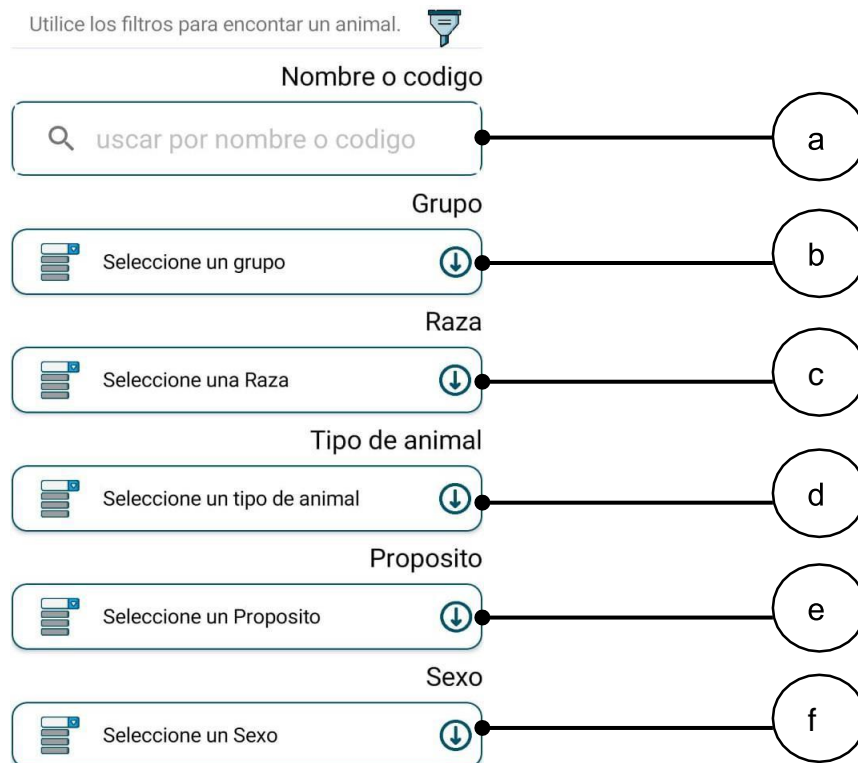 Utilice los filtros para encontar un animal.
Nombre o codigo
uscar por nombre o codigo
a
Grupo
Seleccione un grupo
b
Raza
Seleccione una Raza
c
Tipo de animal
Seleccione un tipo de animal
d
Proposito
Seleccione un Proposito
e
Sexo
Seleccione un Sexo
f